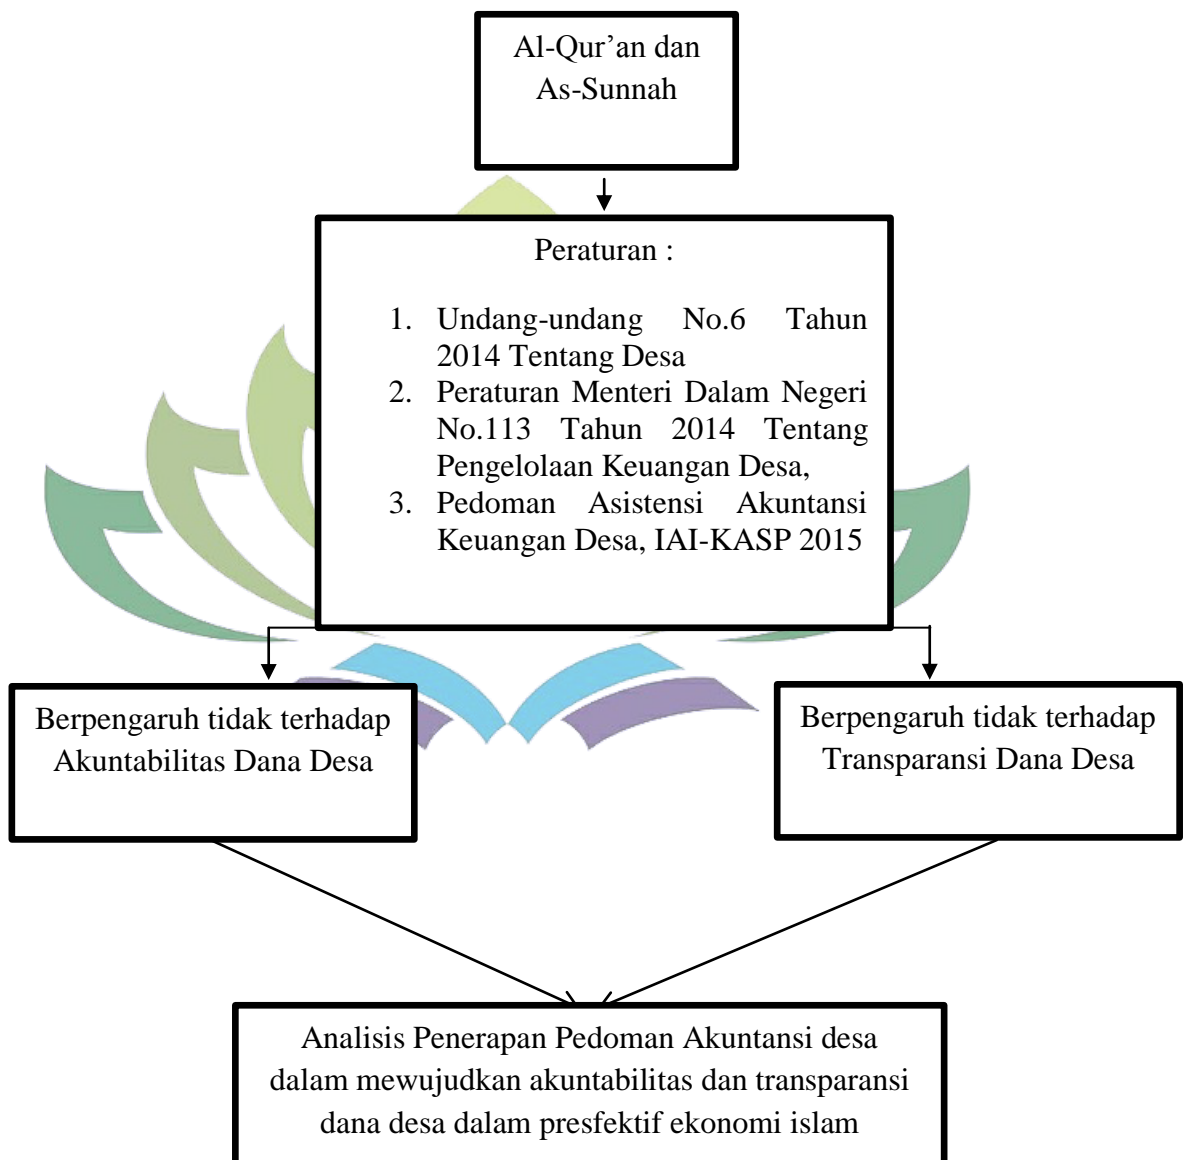 Al-Qur’an dan
As-Sunnah
Peraturan :
1. Undang-undang No.6 Tahun
2014 Tentang Desa
2. Peraturan Menteri Dalam Negeri
No.113 Tahun 2014 Tentang
Pengelolaan Keuangan Desa,
3. Pedoman Asistensi Akuntansi
Keuangan Desa, IAI-KASP 2015
Berpengaruh tidak terhadap
Akuntabilitas Dana Desa
Berpengaruh tidak terhadap
Transparansi Dana Desa
Analisis Penerapan Pedoman Akuntansi desa
dalam mewujudkan akuntabilitas dan transparansi
dana desa dalam presfektif ekonomi islam